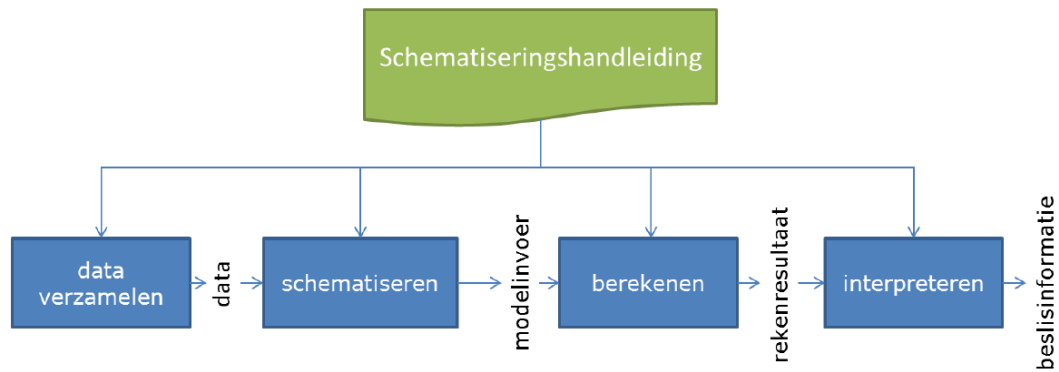 Schematiseringshandleiding
data
verzamelen
data
schematiseren
modelinvoer
berekenen
rekenresultaat
interpreteren
beslisinformatie